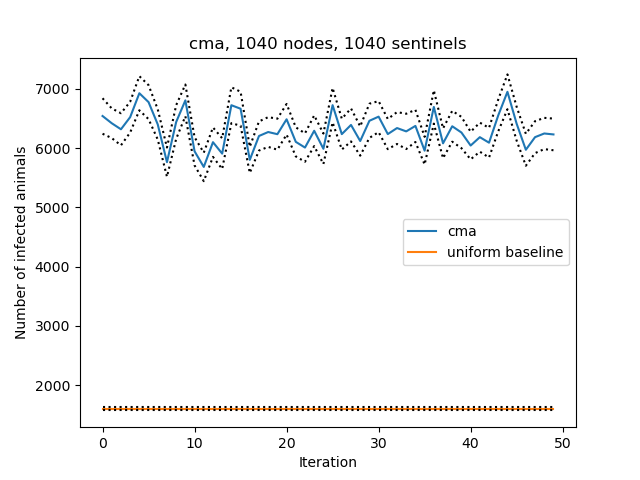 cma, 1040 nodes, 1040 sentinels
Number of infected animals
7000
6000
5000
4000
3000
2000
cma
uniform baseline
0
10
20
30
40
50
Iteration